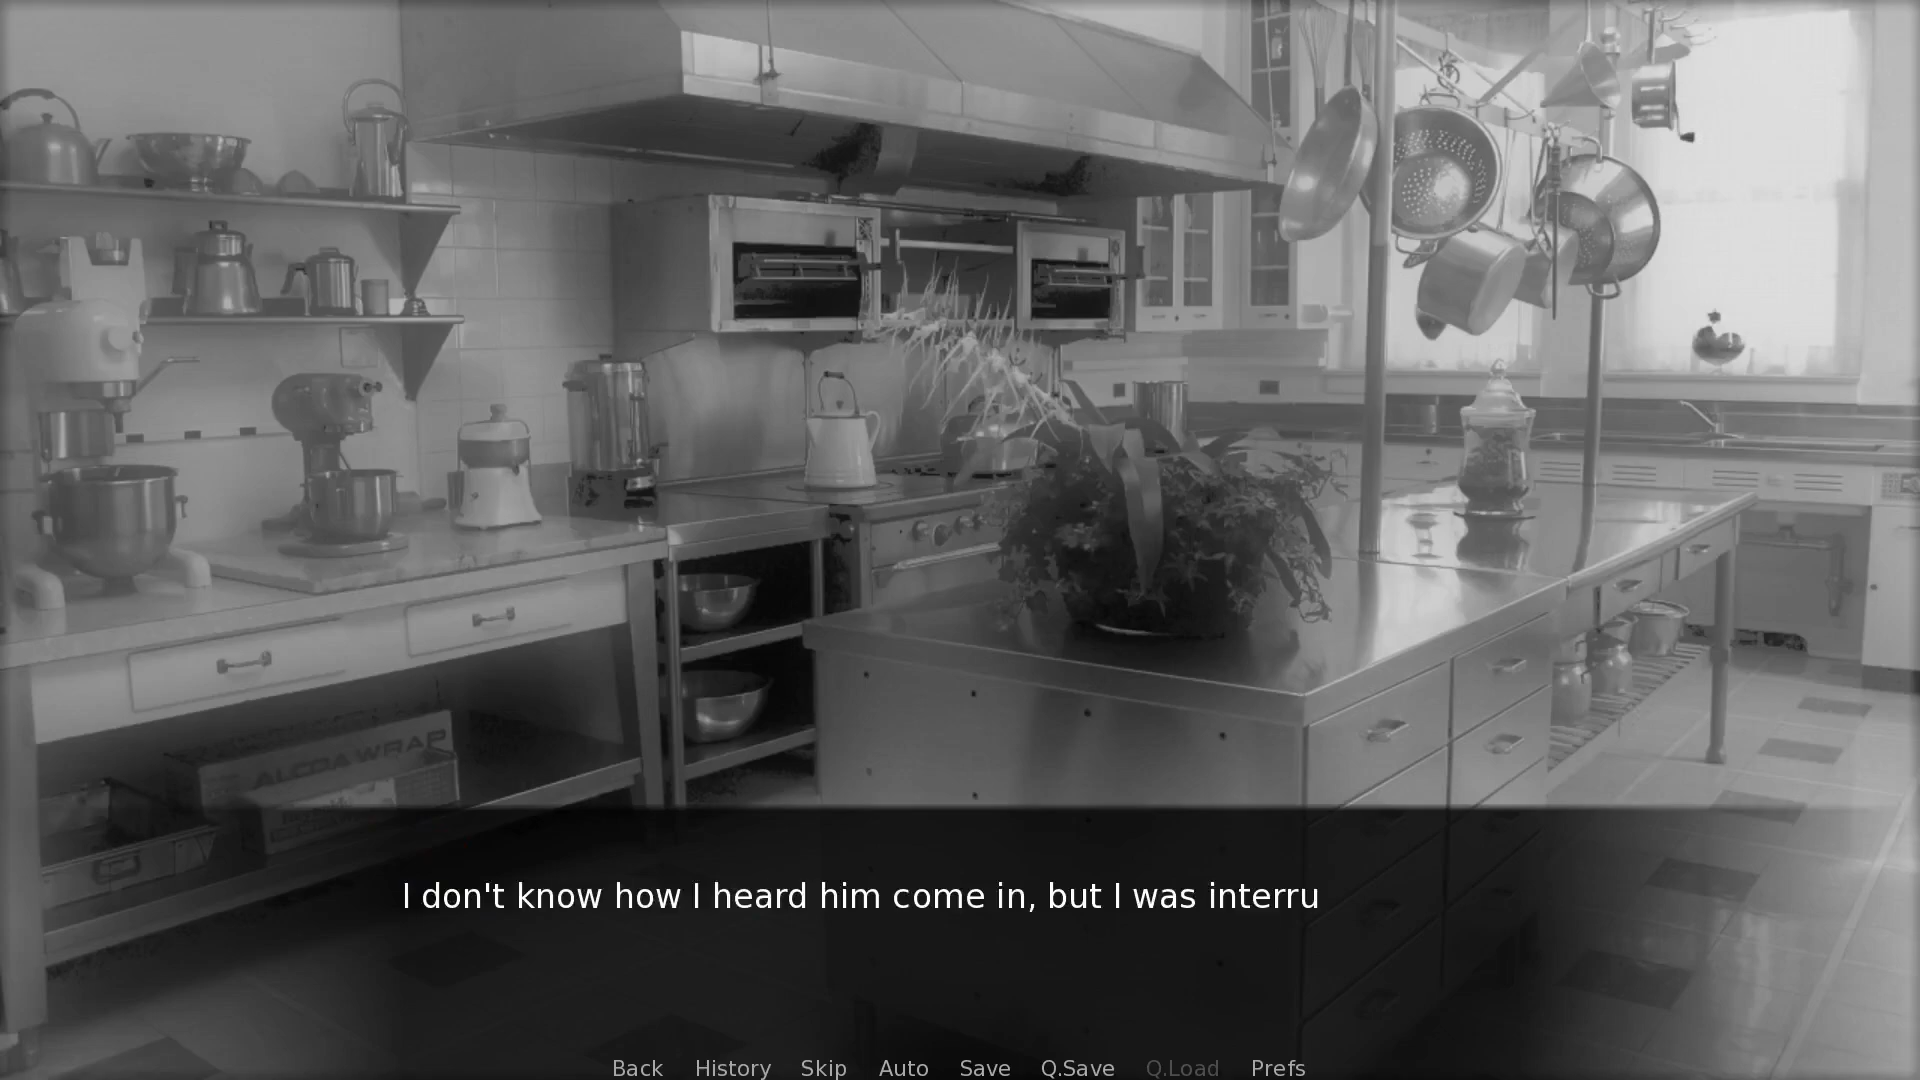 ALCOA WRAP
I don't know how I heard him come in, but I was interru
Back History Skip Auto Save Q.Save Q.Load Prefs